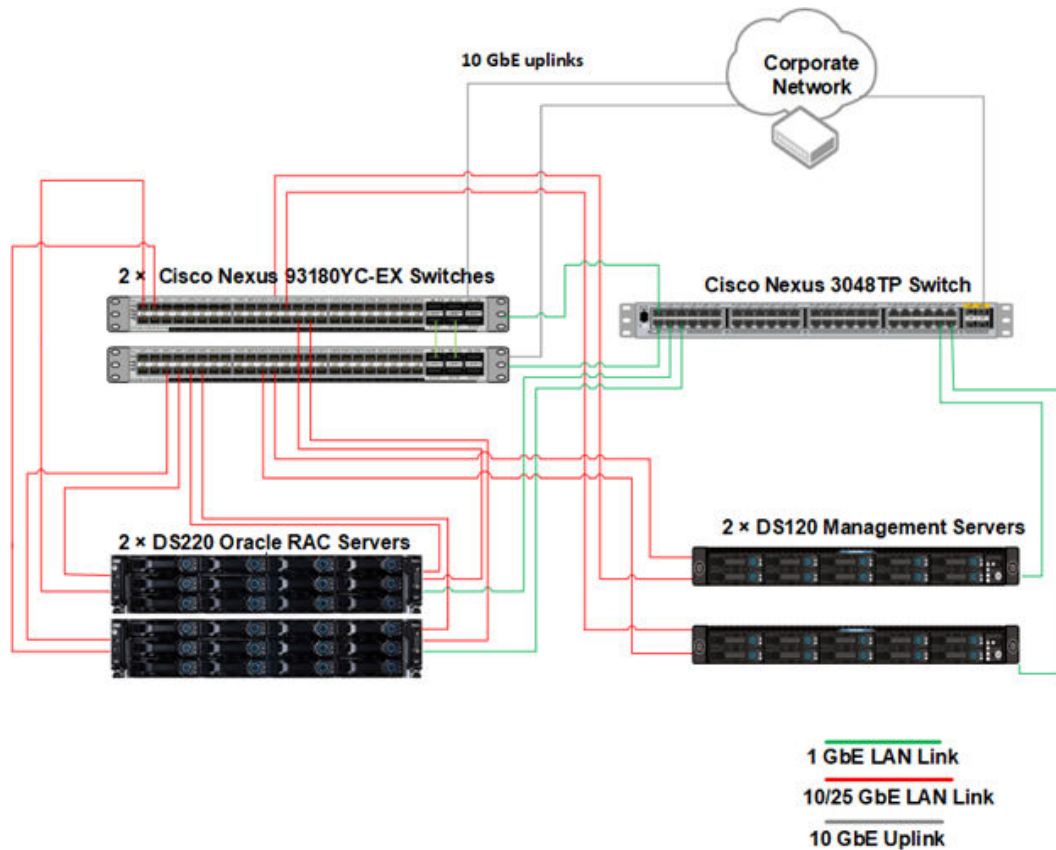 10 GbE uplinks
Corporate
Network
2 × Cisco Nexus 93180YC-EX Switches
Cisco Nexus 3048TP Switch
2 × DS220 Oracle RAC Servers
2 × DS120 Management Servers
1 GbE LAN Link
10/25 GbE LAN Link
10 GbE Uplink